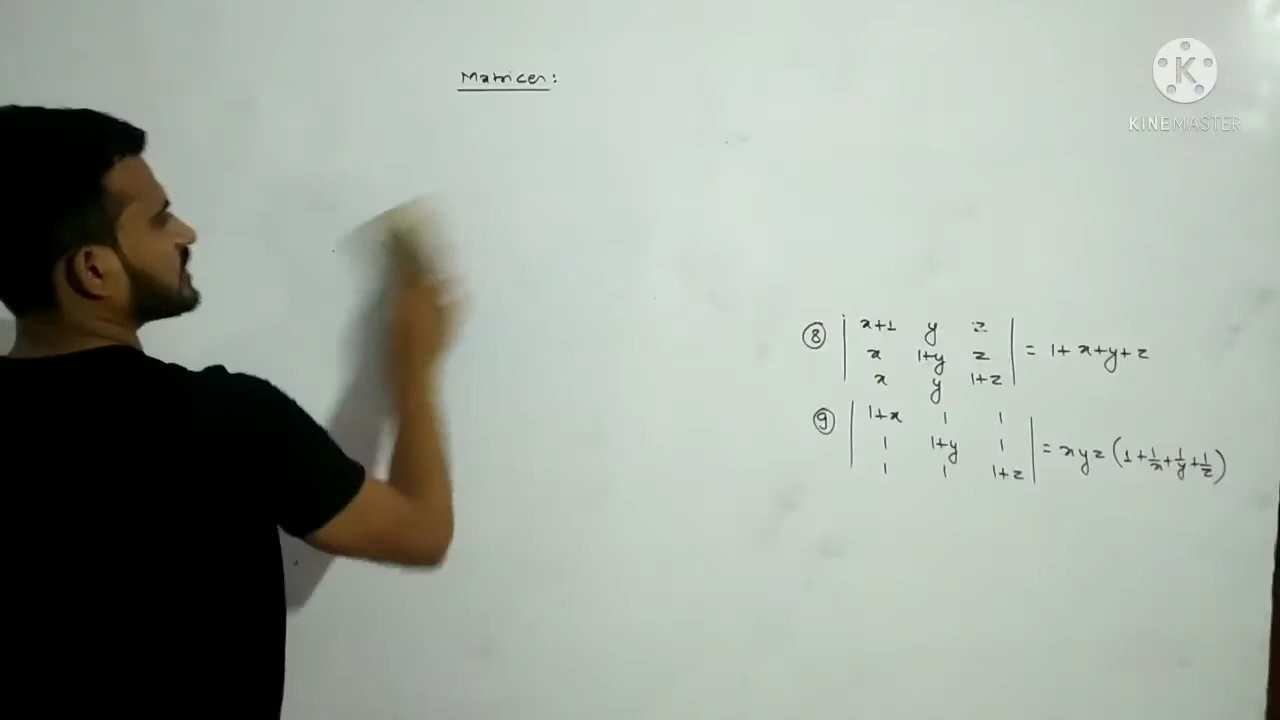 Matrices:
K
KINEMASTER
⑧ | x+1 y z |
| x 1+y z | = 1+x+y+z
| x y 1+z |
⑨ | 1+x 1 1 |
| 1 1+y 1 | = xyz (1+1/x+1/y+1/z)
| 1 1 1+z |